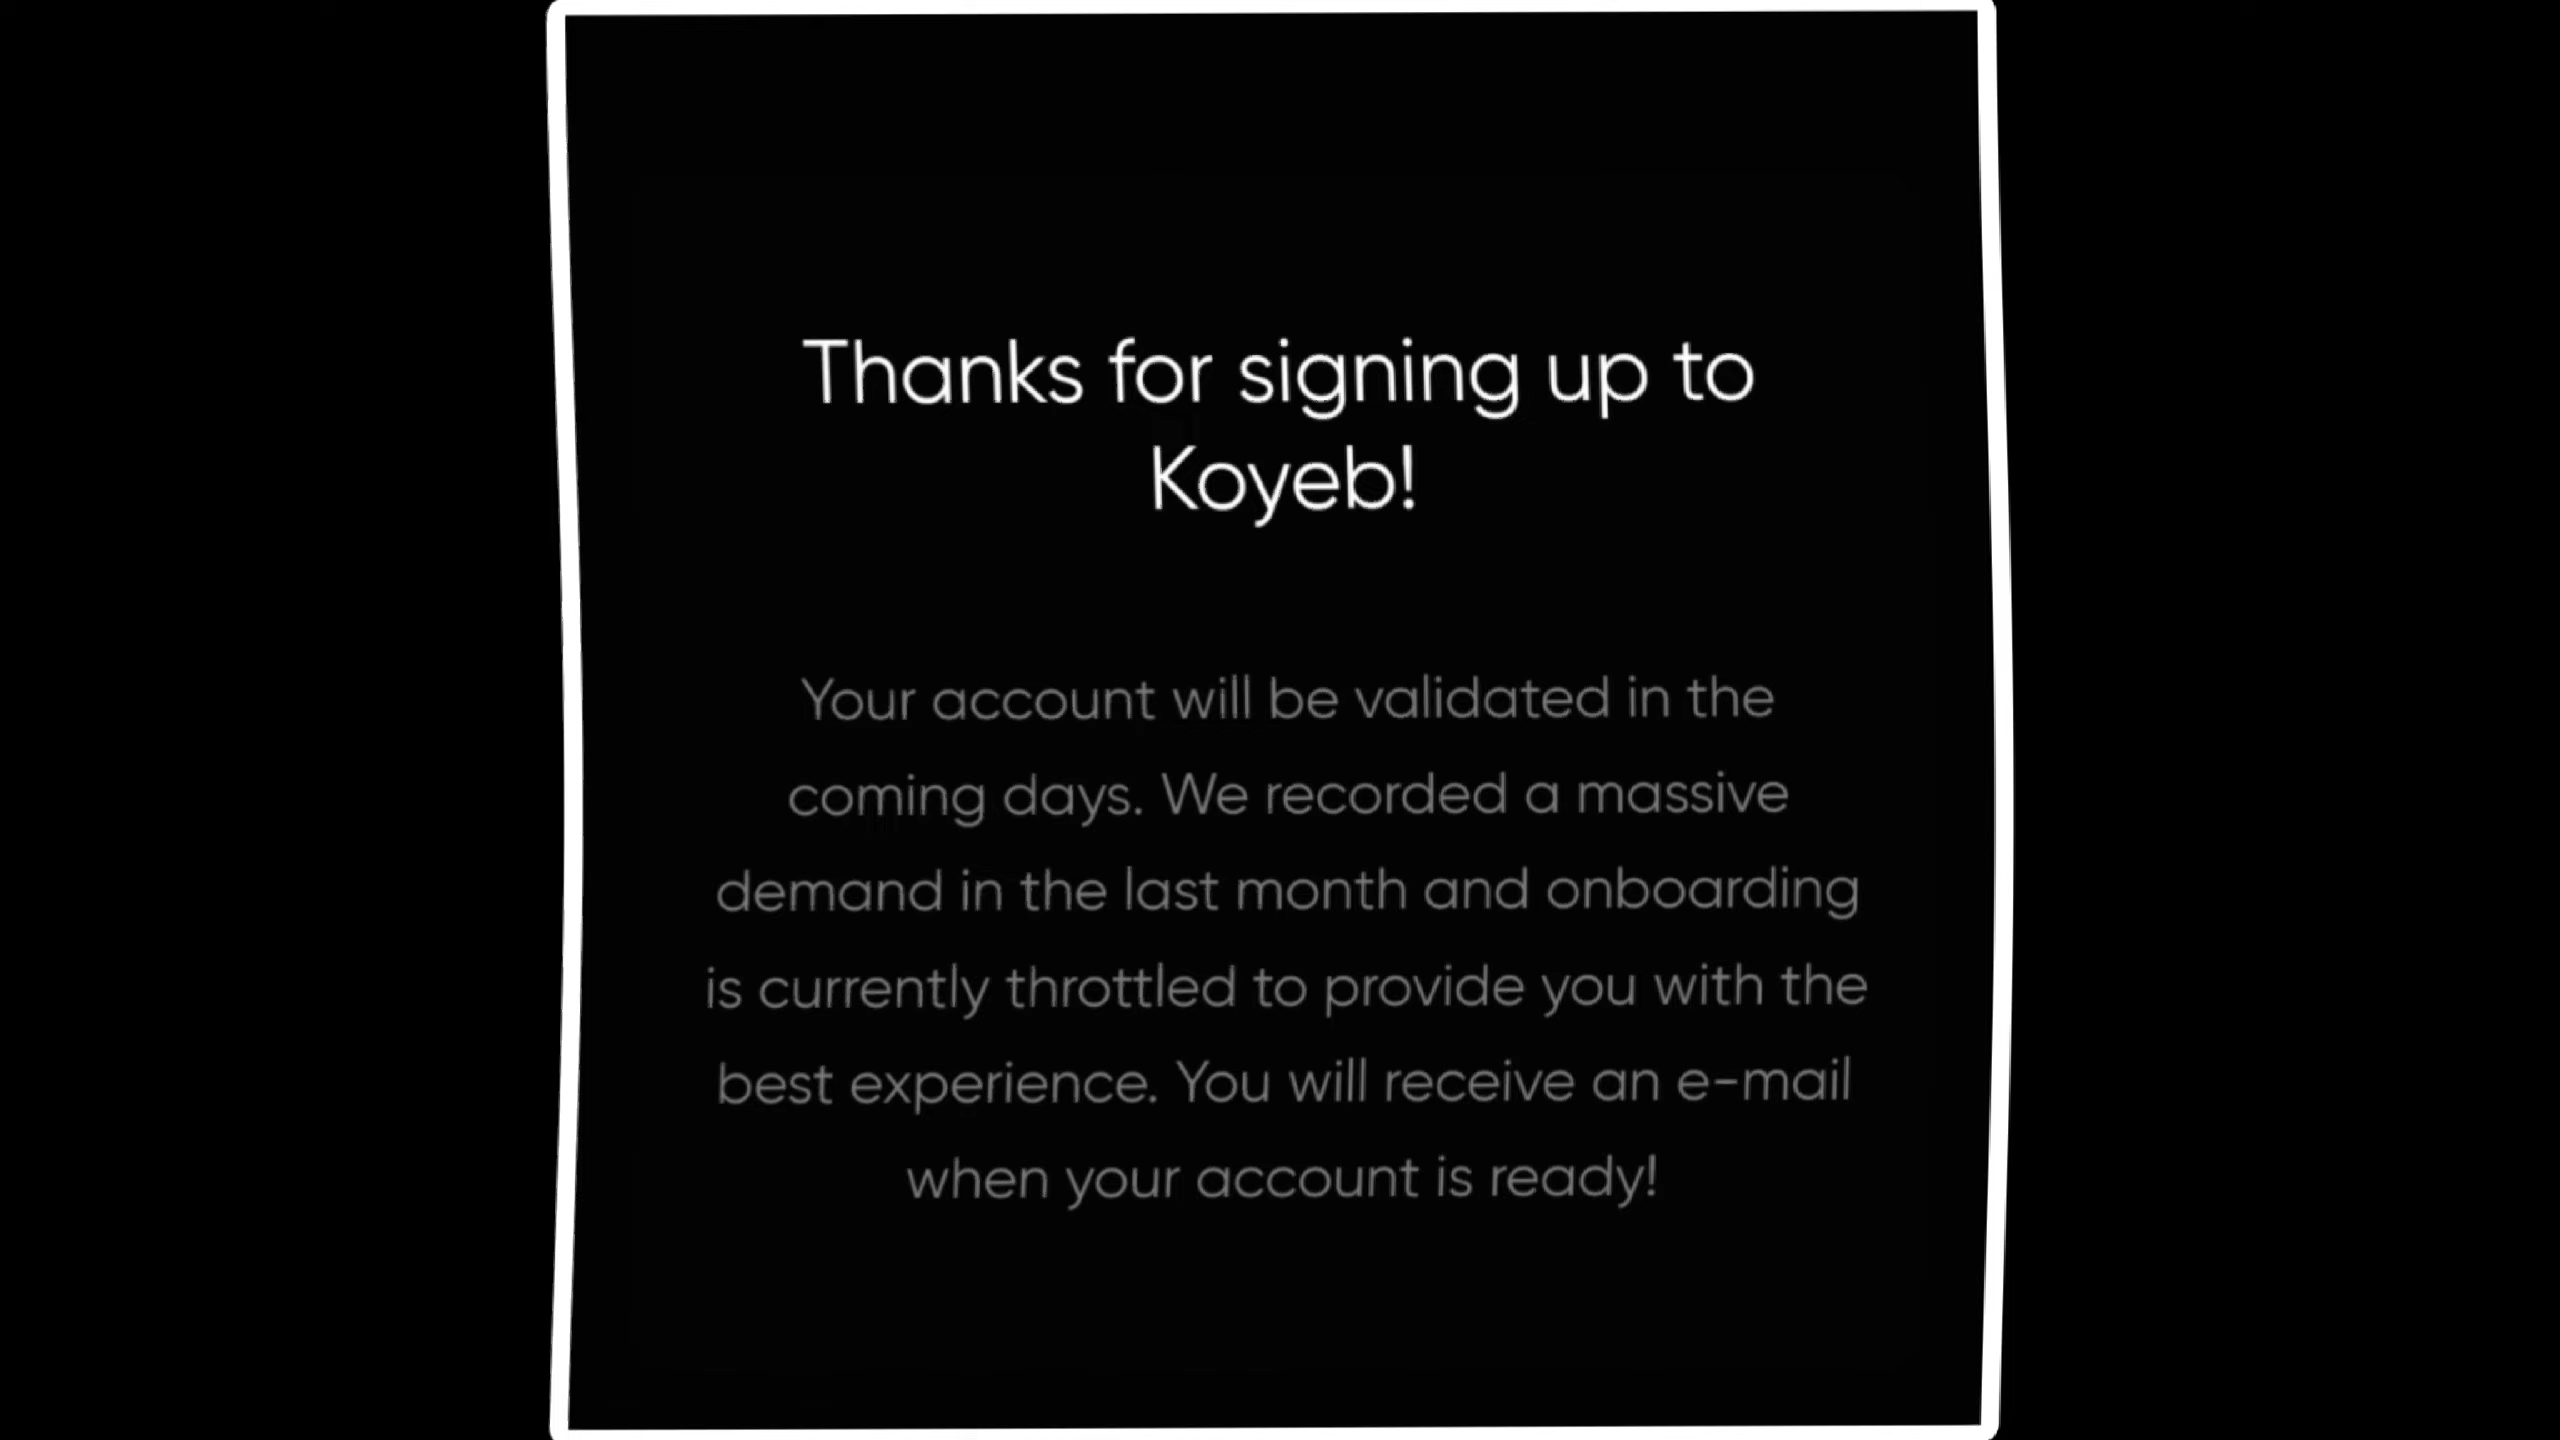 Thanks for signing up to
Koyeb!
Your account will be validated in the
coming days. We recorded a massive
demand in the last month and onboarding
is currently throttled to provide you with the
best experience. You will receive an e-mail
when your account is ready!